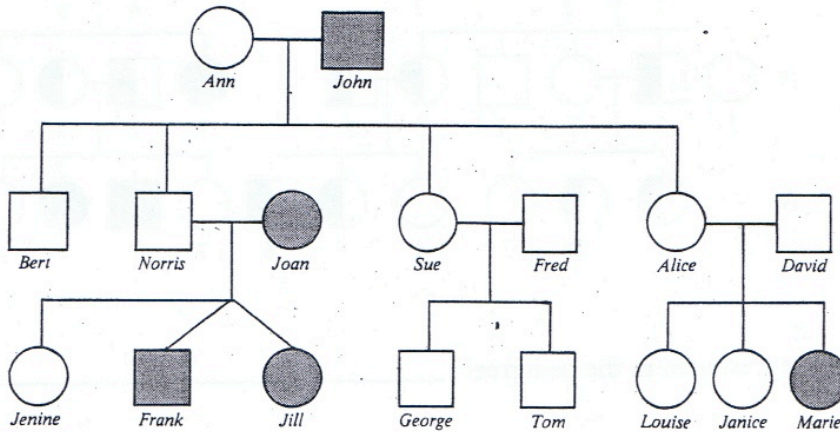 Ann John
Bert Norris Joan Sue Fred Alice David
Jenine Frank Jill George Tom Louise Janice Marie